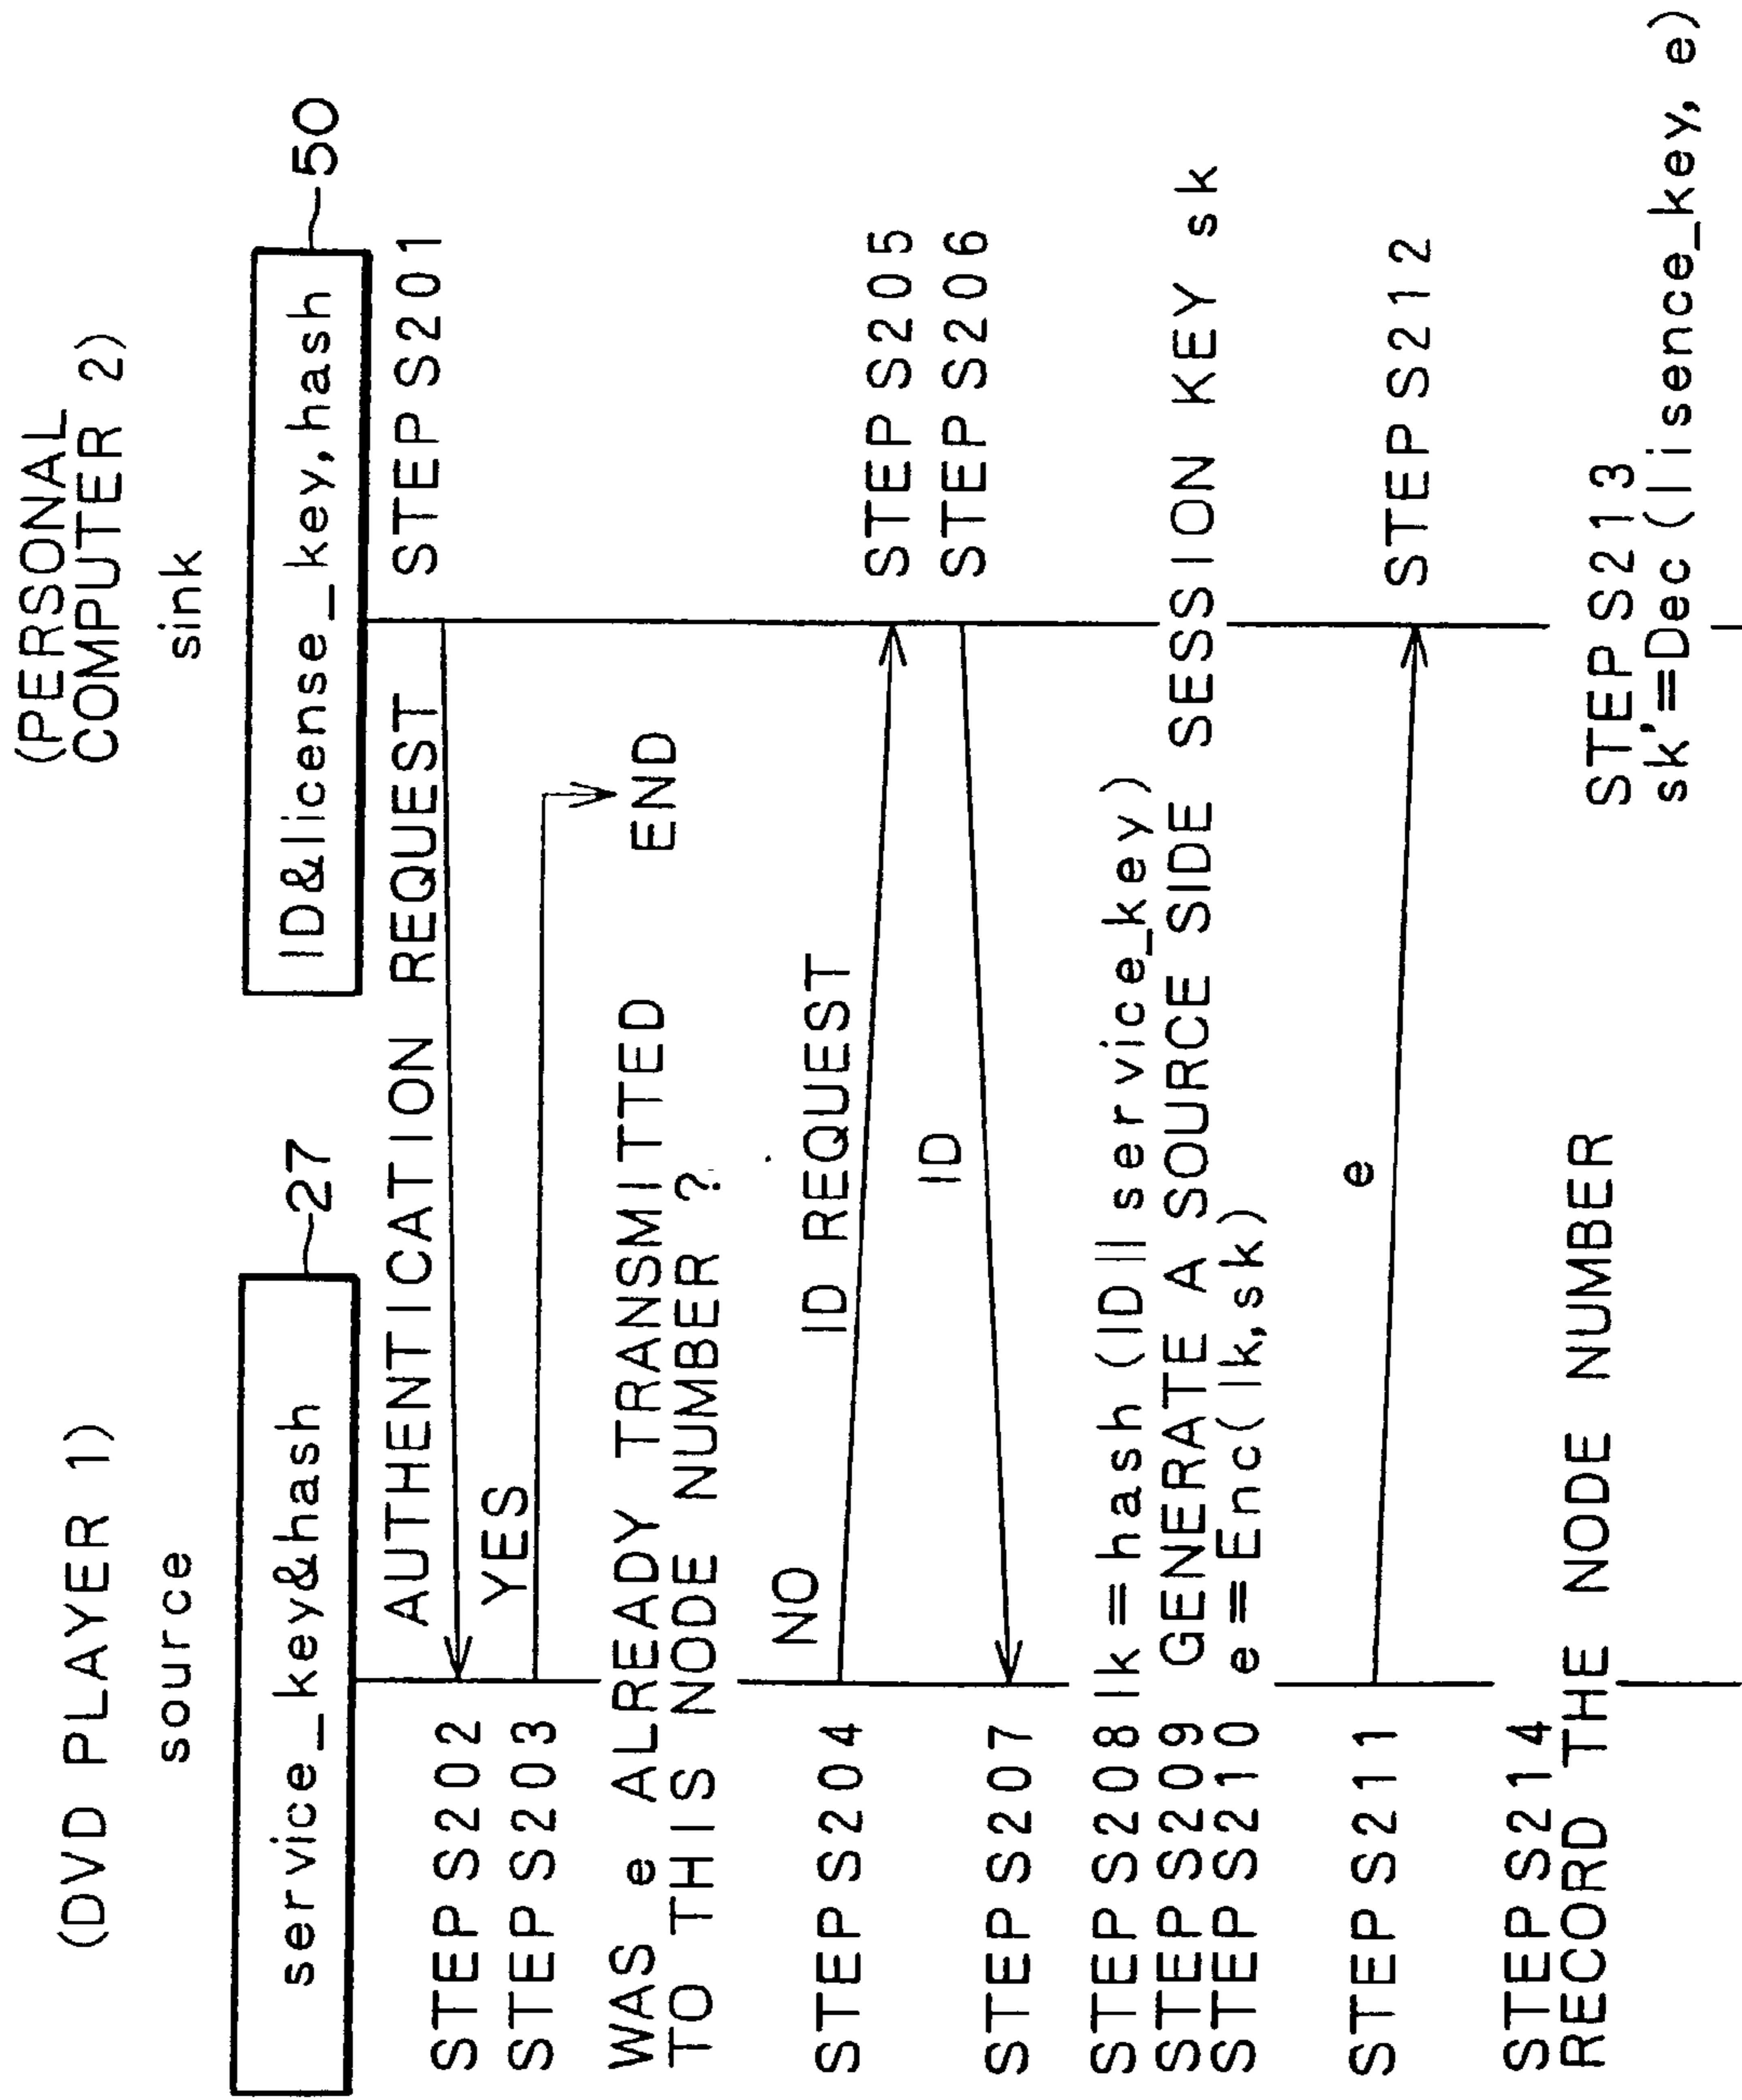 (DVD PLAYER 1)
source
(PERSONAL
COMPUTER 2)
sink
service_key&hash
27
ID&license_key,hash
50
AUTHENTICATION REQUEST
STEP S201
STEP S202
STEP S203
YES
END
WAS e ALREADY TRANSMITTED
TO THIS NODE NUMBER ?
NO
STEP S204
ID REQUEST
STEP S205
STEP S206
ID
STEP S207
STEP S208 lk=hash (ID || service_key)
STEP S209 GENERATE A SOURCE SIDE SESSION KEY sk
STEP S210 e=Enc(lk,sk)
STEP S211
e
STEP S212
STEP S213
sk'=Dec (lisence_key, e)
STEP S214
RECORD THE NODE NUMBER